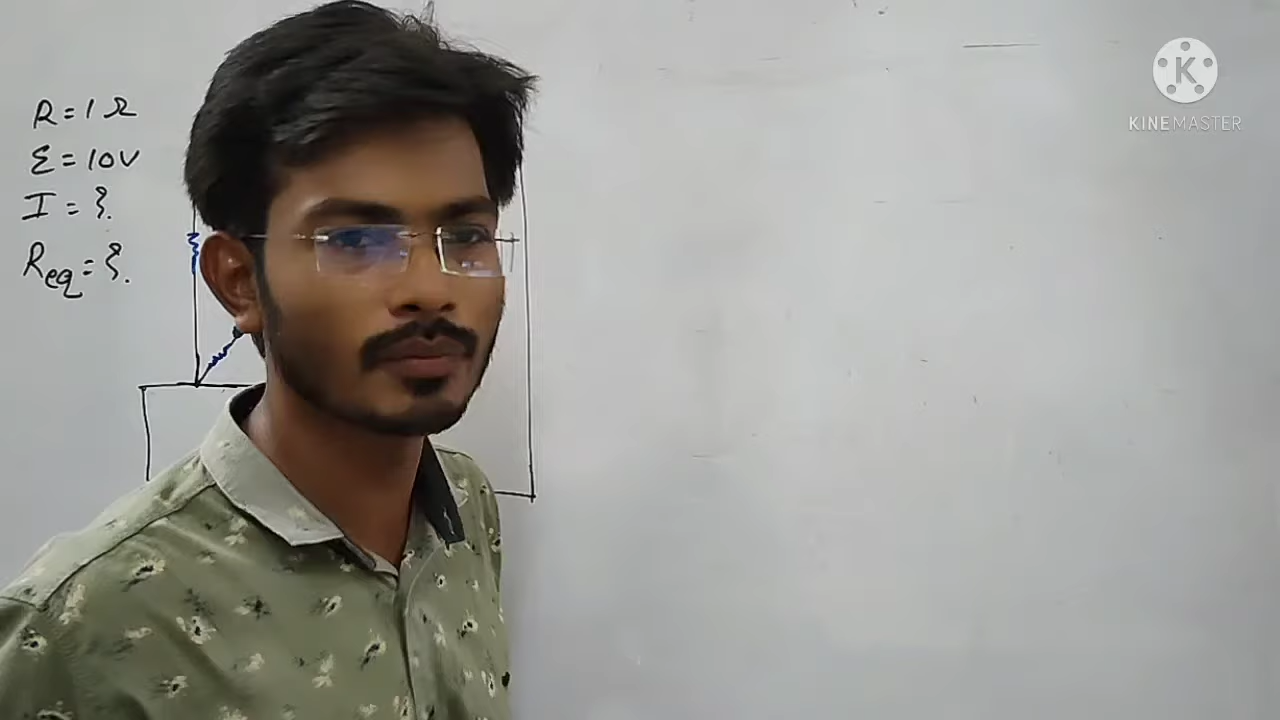 R = 1 Ω
Ɛ = 10V
I = ?
Req = ?
K
KINEMASTER